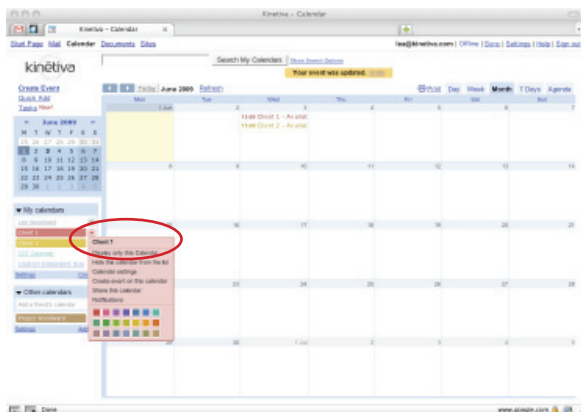 Kinetiva - Calendar
Kinetiva - Calendar
Start Page Mail Calendar Documents Sites
lea@kinetiva.com | Offline | Sync | Settings | Help | Sign out
kinetiva
Search My Calendars Show Search Options
Your event was updated.
Create Event
Quick Add
Tasks New!
Today June 2009 Refresh
Print Day Week Month 7 Days Agenda
Mon Tue Wed Thu Fri Sat Sun
1 Jun 2 3 4 5 6 7
11:00 Client 1 -
11:00 Client 2 -
June 2009
M T W T F S S
25 26 27 28 29 30 31
1 2 3 4 5 6 7
8 9 10 11 12 13 14
15 16 17 18 19 20 21
22 23 24 25 26 27 28
29 30 1 2 3 4 5
8 9 10 11 12 13 14
My calendars
Client 1
Client 2
16 17 18 19 20 21
Client 1
Display only this Calendar
Hide this calendar from the list
Calendar settings
Create event on this calendar
Share this calendar
Notifications
Settings
23 24 25 26 27 28
Other calendars
Add a friend's calendar
Project Woodward
Settings
29 30 1 Jul 2 3 4 5
Done
www.google.com